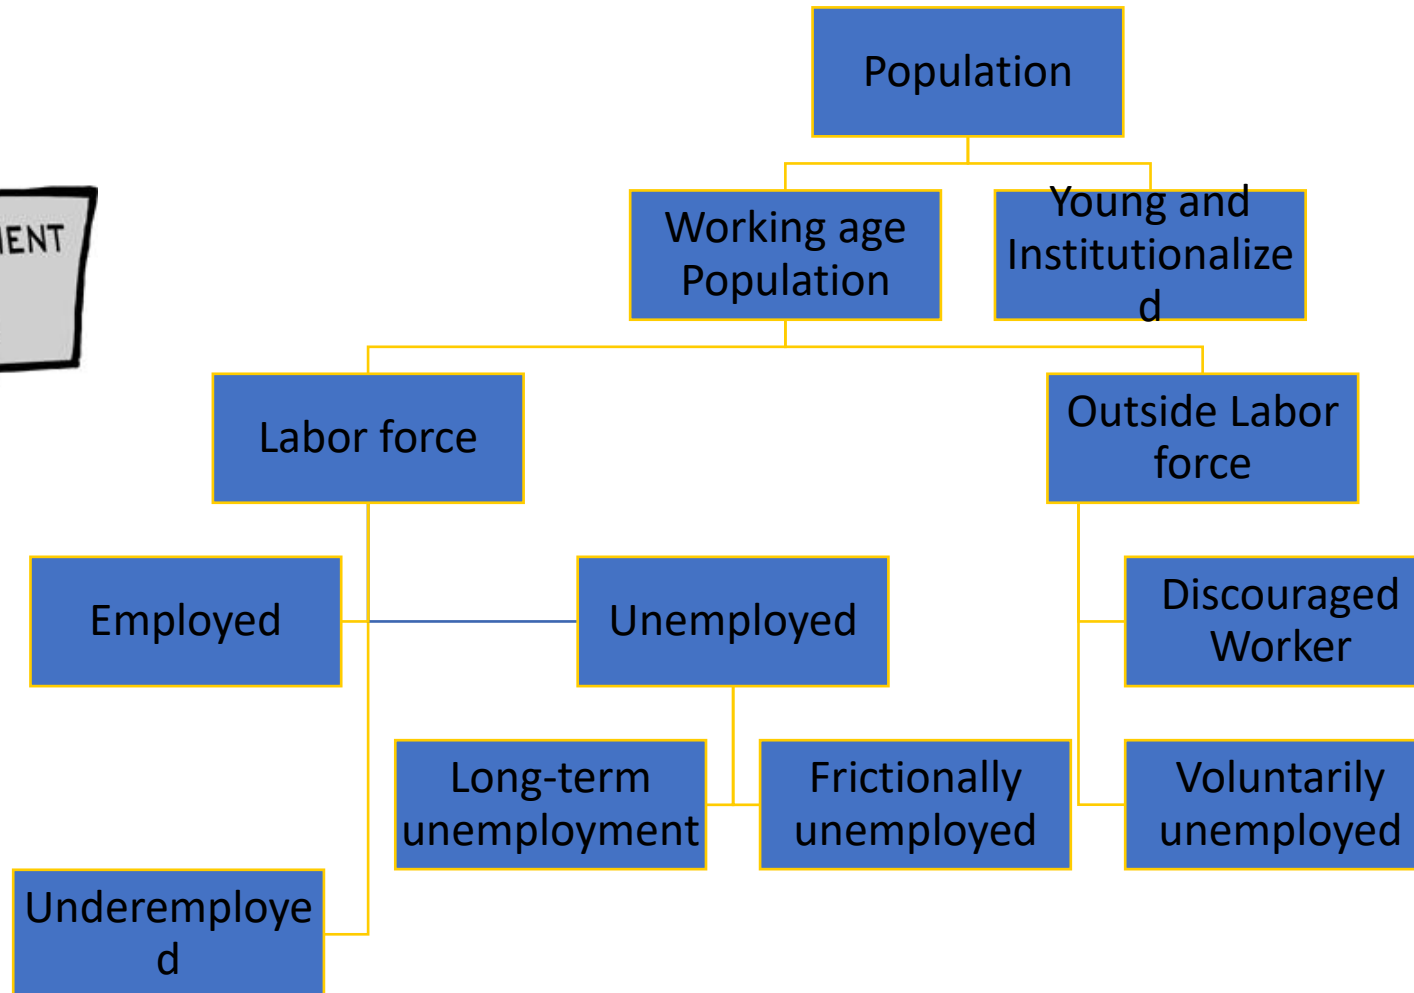 Population
Working age
Population
Young and
Institutionalize
d
Labor force
Outside Labor
force
Employed
Unemployed
Discouraged
Worker
Long-term
unemployment
Frictionally
unemployed
Voluntarily
unemployed
Underemploye
d